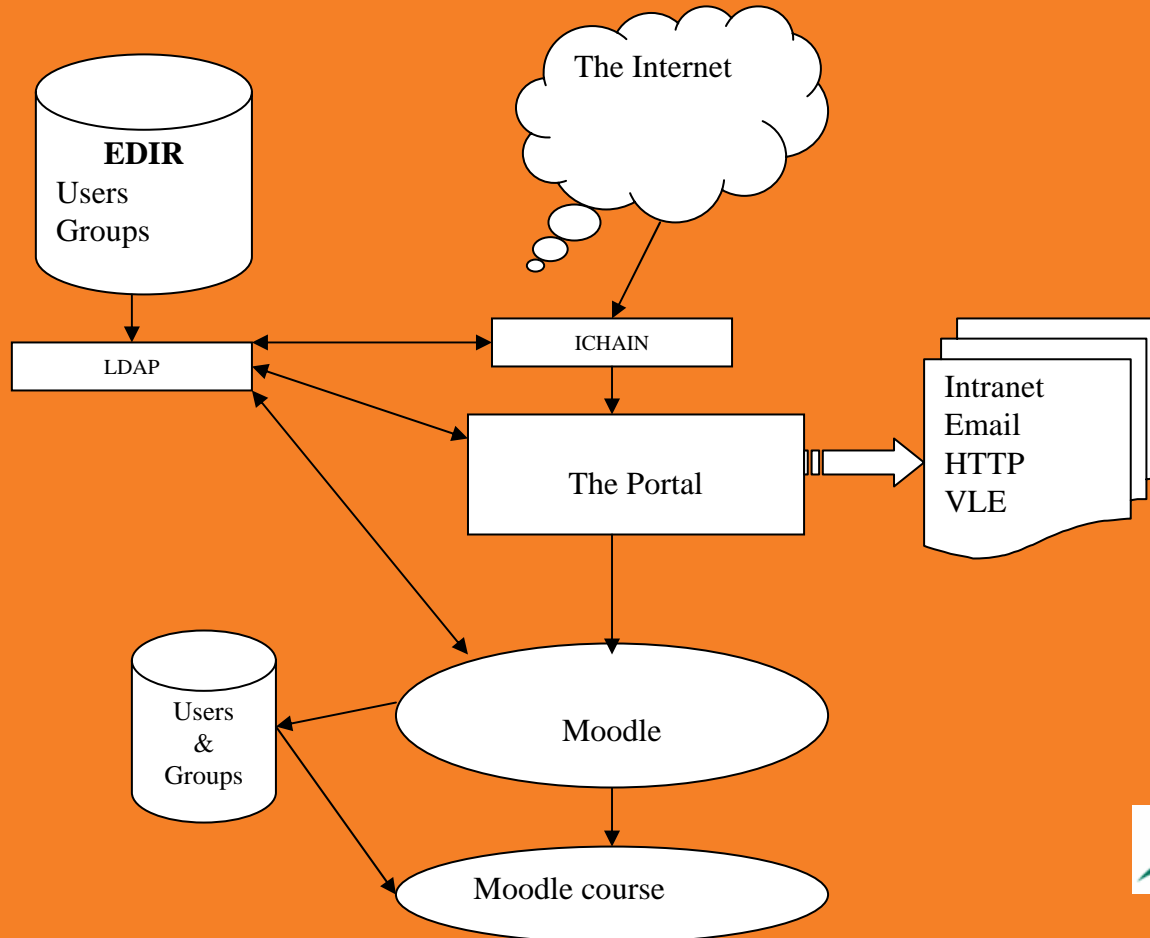 The Internet
EDIR
Users
Groups
ICHAIN
LDAP
The Portal
Intranet
Email
HTTP
VLE
Users
&
Groups
Moodle
Moodle course